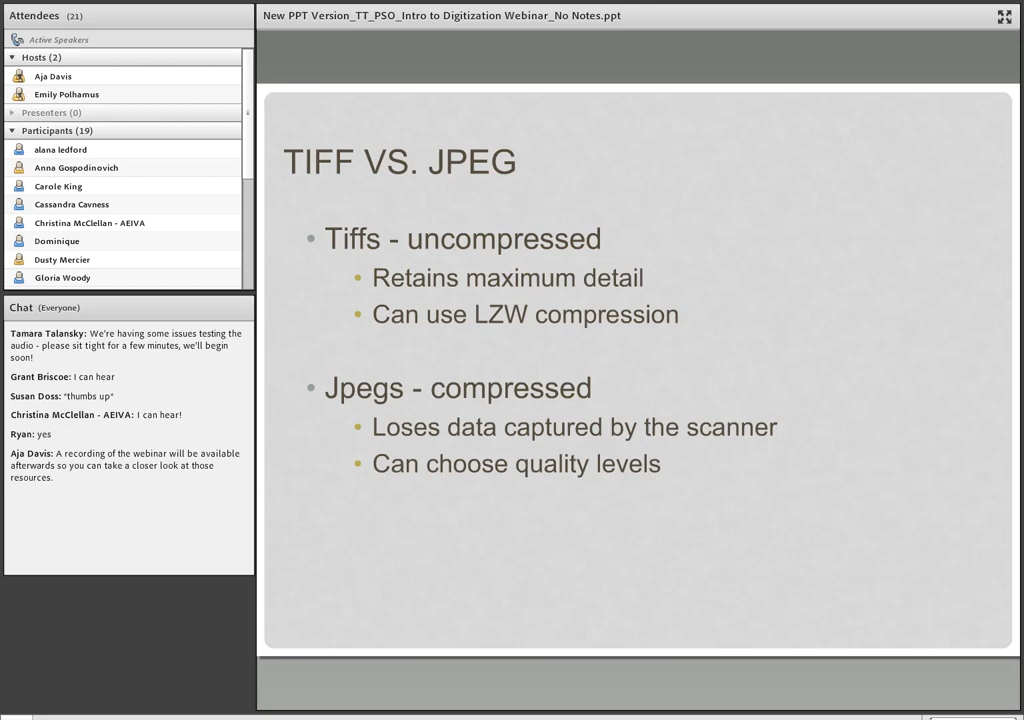 Attendees (21)
Active Speakers
Hosts (2)
Aja Davis
Emily Polhamus
Presenters (0)
Participants (19)
alana ledford
Anna Gospodinovich
Carole King
Cassandra Cavness
Christina McClellan - AEIVA
Dominique
Dusty Mercier
Gloria Woody
Chat (Everyone)
Tamara Talansky: We're having some issues testing the
audio - please sit tight for a few minutes, we'll begin
soon!
Grant Briscoe: I can hear
Susan Doss: *thumbs up*
Christina McClellan - AEIVA: I can hear!
Ryan: yes
Aja Davis: A recording of the webinar will be available
afterwards so you can take a closer look at those
resources.
New PPT Version_TT_PSO_Intro to Digitization Webinar_No Notes.ppt
TIFF VS. JPEG
• Tiffs - uncompressed
• Retains maximum detail
• Can use LZW compression
• Jpegs - compressed
• Loses data captured by the scanner
• Can choose quality levels